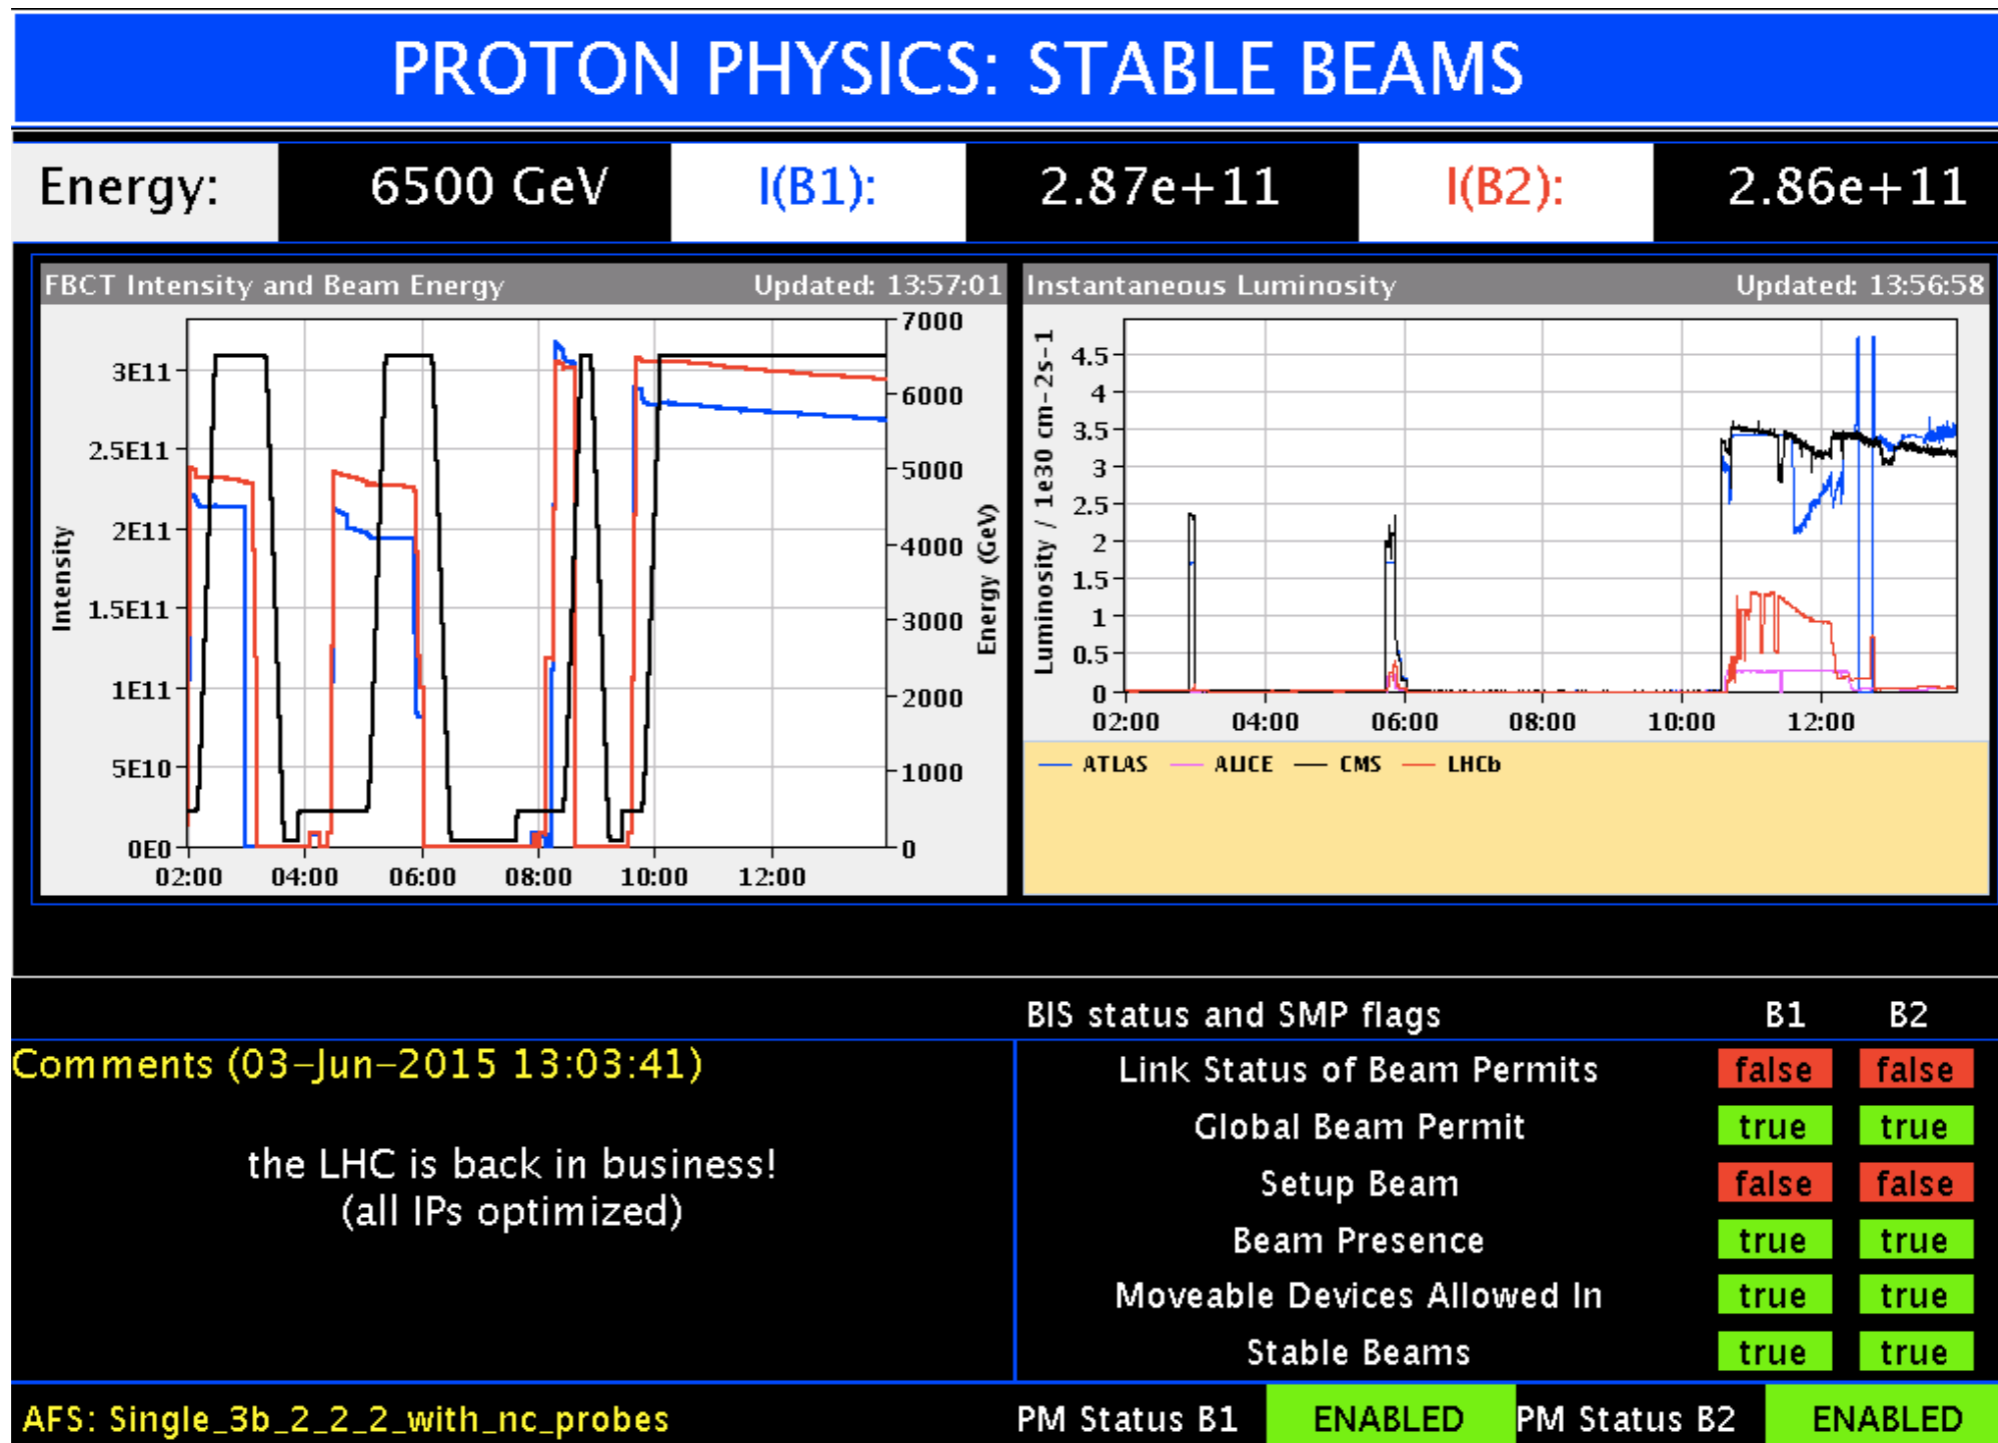 PROTON PHYSICS: STABLE BEAMS
Energy: 6500 GeV I(B1): 2.87e+11 I(B2): 2.86e+11
FBCT Intensity and Beam Energy Updated: 13:57:01
3E11
2.5E11
2E11
1.5E11
1E11
5E10
0E0
Intensity
7000
6000
5000
4000
3000
2000
1000
0
Energy (GeV)
02:00 04:00 06:00 08:00 10:00 12:00
Instantaneous Luminosity Updated: 13:56:58
Luminosity / 1e30 cm-2s-1
4.5
4
3.5
3
2.5
2
1.5
1
0.5
0
02:00 04:00 06:00 08:00 10:00 12:00
ATLAS ALICE CMS LHCb
Comments (03-Jun-2015 13:03:41)
the LHC is back in business!
(all IPs optimized)
BIS status and SMP flags B1 B2
Link Status of Beam Permits false false
Global Beam Permit true true
Setup Beam false false
Beam Presence true true
Moveable Devices Allowed In true true
Stable Beams true true
AFS: Single_3b_2_2_2_with_nc_probes
PM Status B1 ENABLED PM Status B2 ENABLED